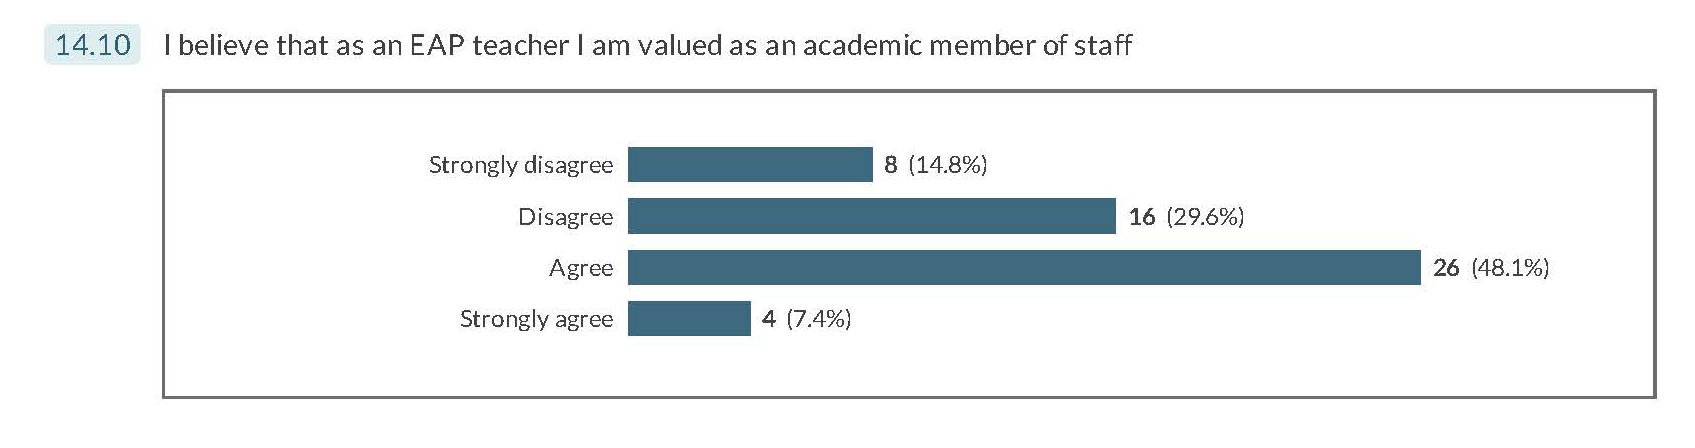 14.10 I believe that as an EAP teacher I am valued as an academic member of staff
Strongly disagree 8 (14.8%)
Disagree 16 (29.6%)
Agree 26 (48.1%)
Strongly agree 4 (7.4%)